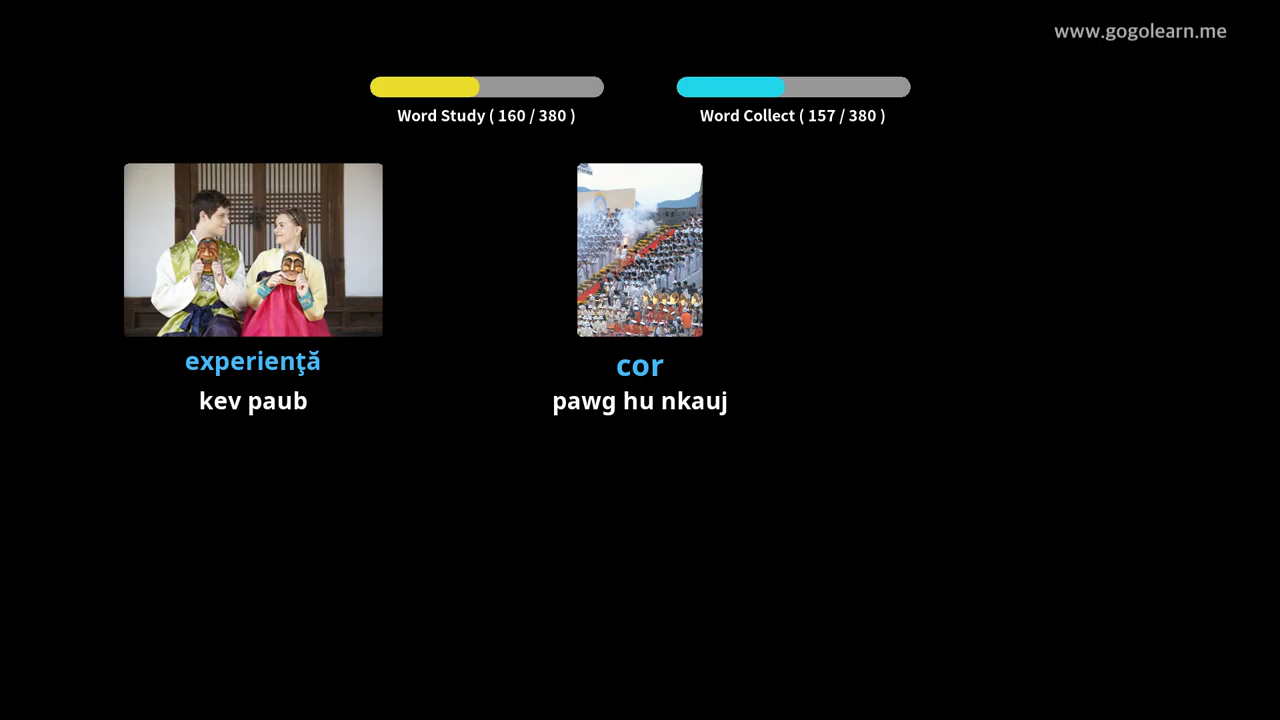 www.gogolearn.me
Word Study ( 160 / 380 )
Word Collect ( 157 / 380 )
experienţă
kev paub
cor
pawg hu nkauj